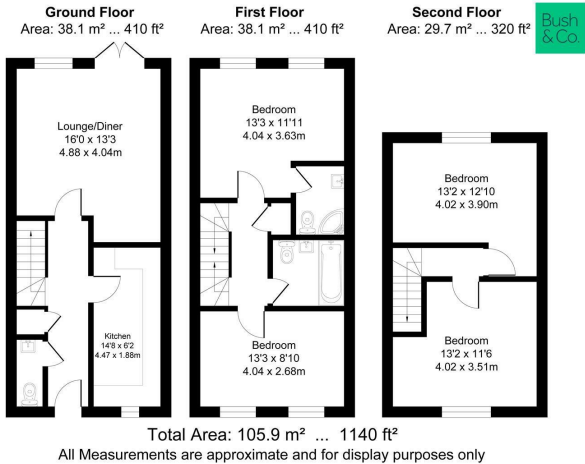 Ground Floor
Area: 38.1 m² ... 410 ft²
First Floor
Area: 38.1 m² ... 410 ft²
Second Floor
Area: 29.7 m² ... 320 ft²
Bush
& Co.
Lounge/Diner
16'0 x 13'3
4.88 x 4.04m
Kitchen
14'8 x 6'2
4.47 x 1.88m
Bedroom
13'3 x 11'11
4.04 x 3.63m
Bedroom
13'3 x 8'10
4.04 x 2.68m
Bedroom
13'2 x 12'10
4.02 x 3.90m
Bedroom
13'2 x 11'6
4.02 x 3.51m
Total Area: 105.9 m² ... 1140 ft²
All Measurements are approximate and for display purposes only